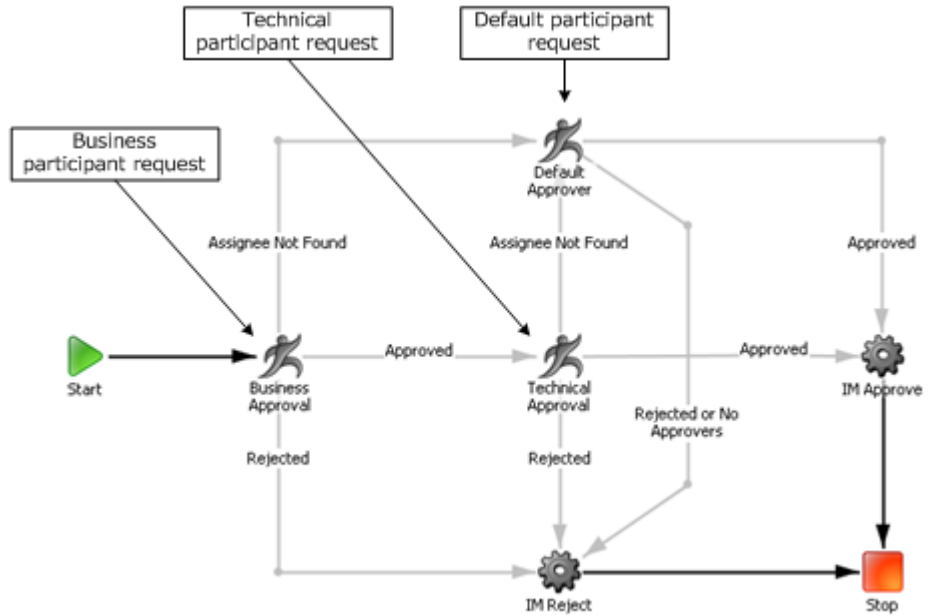 Technical
participant request
Default participant
request
Business
participant request
Default
Approver
Assignee Not Found
Assignee Not Found
Approved
Start
Approved
Approved
Business
Approval
Technical
Approval
IM Approve
Rejected or No
Approvers
Rejected
Rejected
IM Reject
Stop